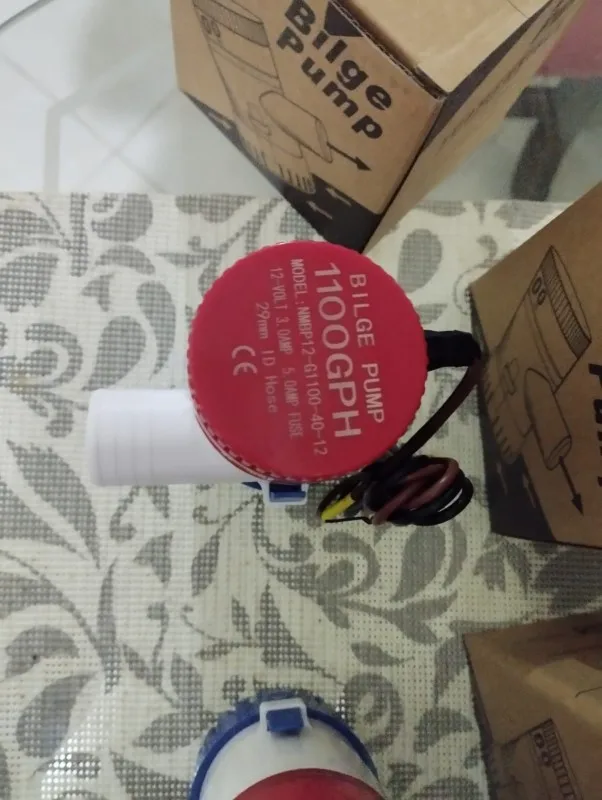 Bilge
Pump
BILGE PUMP
1100GPH
MODEL:NMBP12-G1100-40-12
12-VOLT 3.0AMP 5.0AMP FUSE
29mm ID Hose
CE